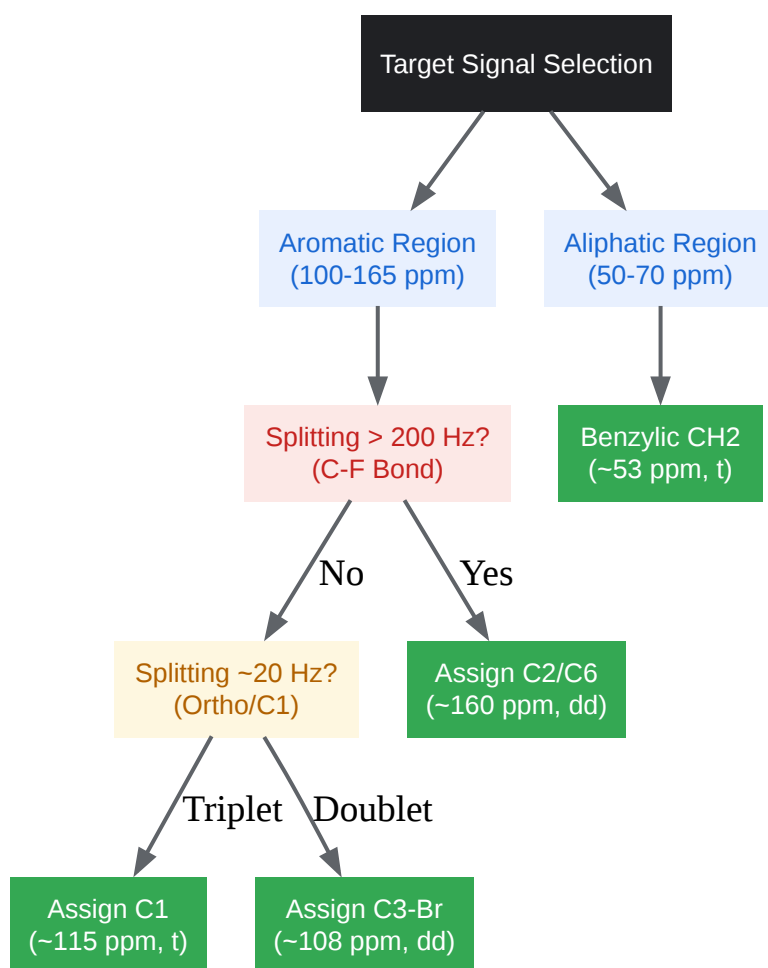 Target Signal Selection
Aromatic Region
(100-165 ppm)
Aliphatic Region
(50-70 ppm)
Splitting > 200 Hz?
(C-F Bond)
Benzylic CH2
(~53 ppm, t)
No
Yes
Splitting ~20 Hz?
(Ortho/C1)
Assign C2/C6
(~160 ppm, dd)
Triplet
Doublet
Assign C1
(~115 ppm, t)
Assign C3-Br
(~108 ppm, dd)